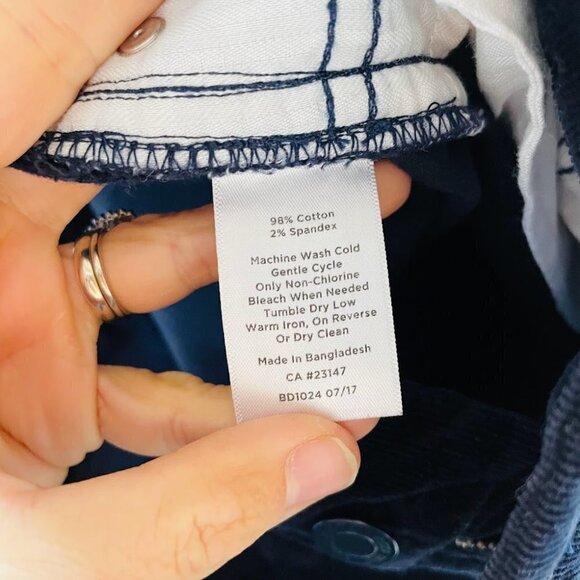 98% Cotton
2% Spandex
Machine Wash Cold
Gentle Cycle
Only Non-Chlorine
Bleach When Needed
Tumble Dry Low
Warm Iron, On Reverse
Or Dry Clean
Made In Bangladesh
CA #23147
BD1024 07/17